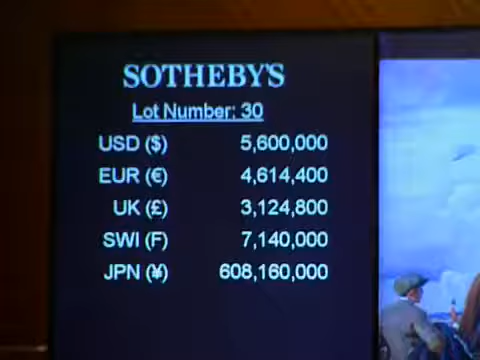 SOTHEBY'S
Lot Number: 30
USD ($) 5,600,000
EUR (€) 4,614,400
UK (£) 3,124,800
SWI (F) 7,140,000
JPN (¥) 608,160,000